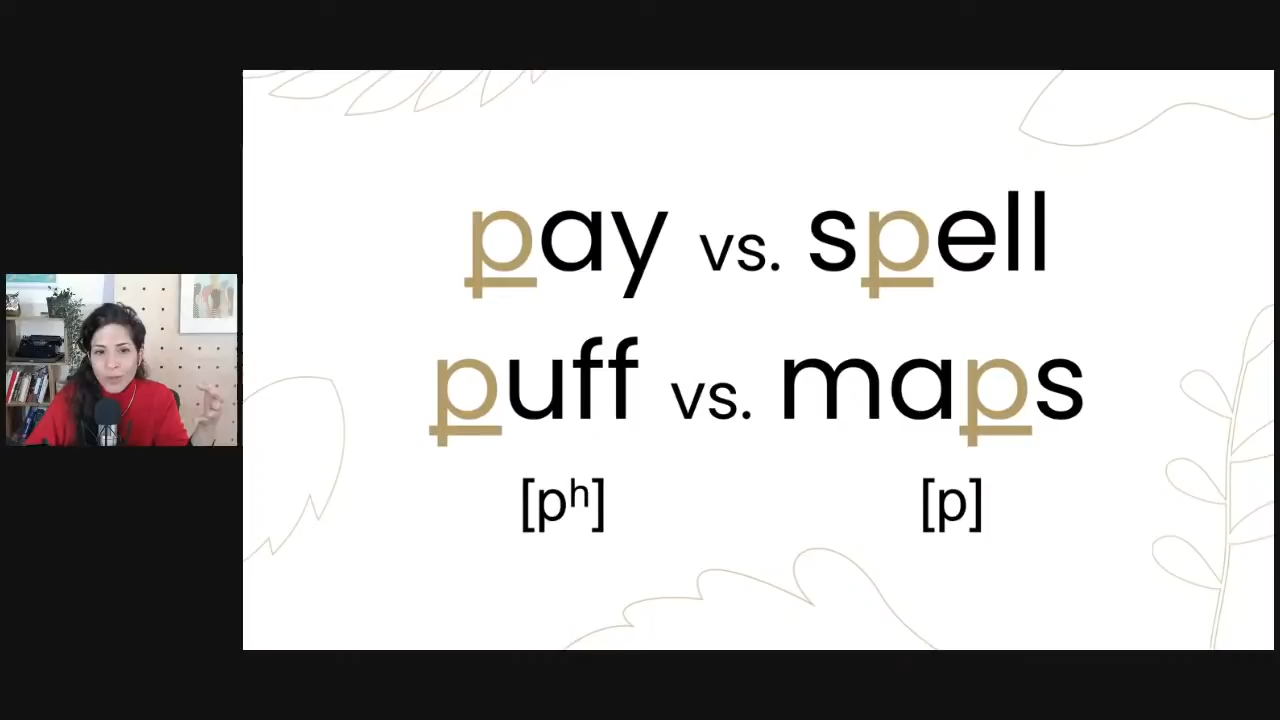 pay vs. spell
puff vs. maps
[pʰ] [p]